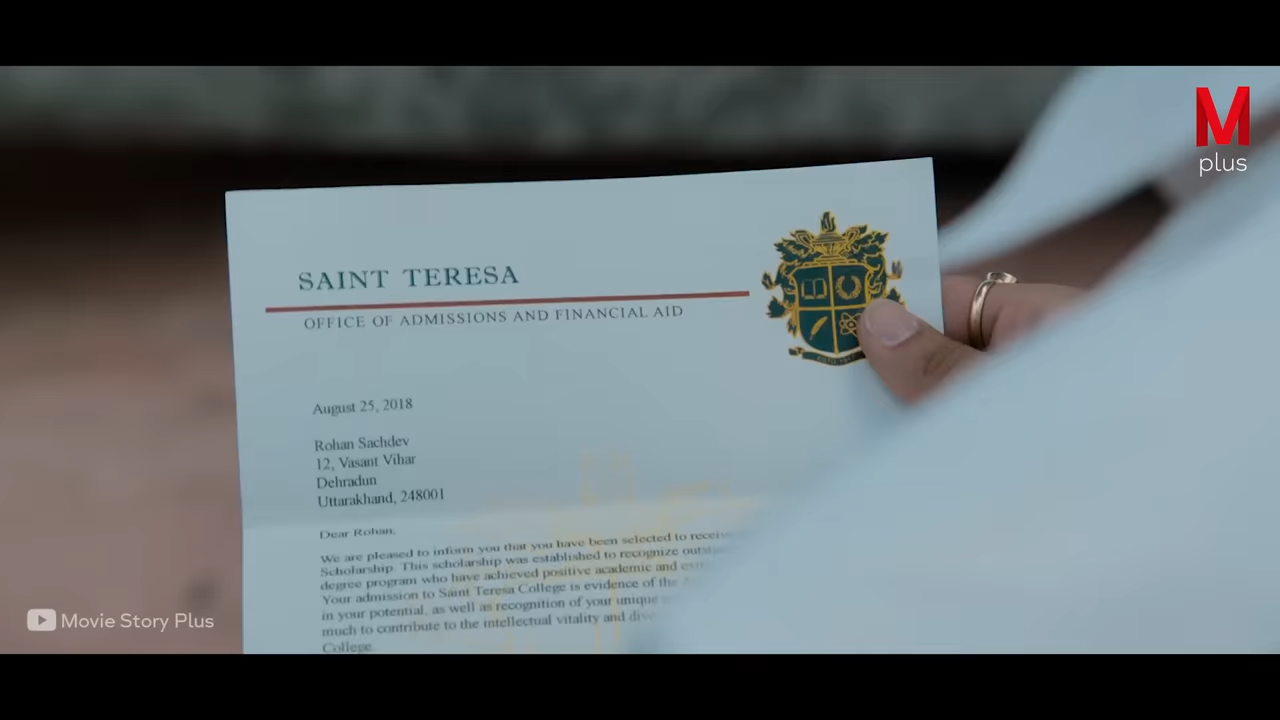 M
plus
SAINT TERESA
OFFICE OF ADMISSIONS AND FINANCIAL AID
August 25, 2018
Rohan Sachdev
12, Vasant Vihar
Dehradun
Uttarakhand, 248001
Dear Rohan,
We are pleased to inform you that you have been selected to receive
Scholarship. This scholarship was established to recognize
degree program who have achieved positive academic and
Your admission to Saint Teresa College is evidence of the
in your potential, as well as recognition of your unique
much to contribute to the intellectual vitality and
College.
Movie Story Plus